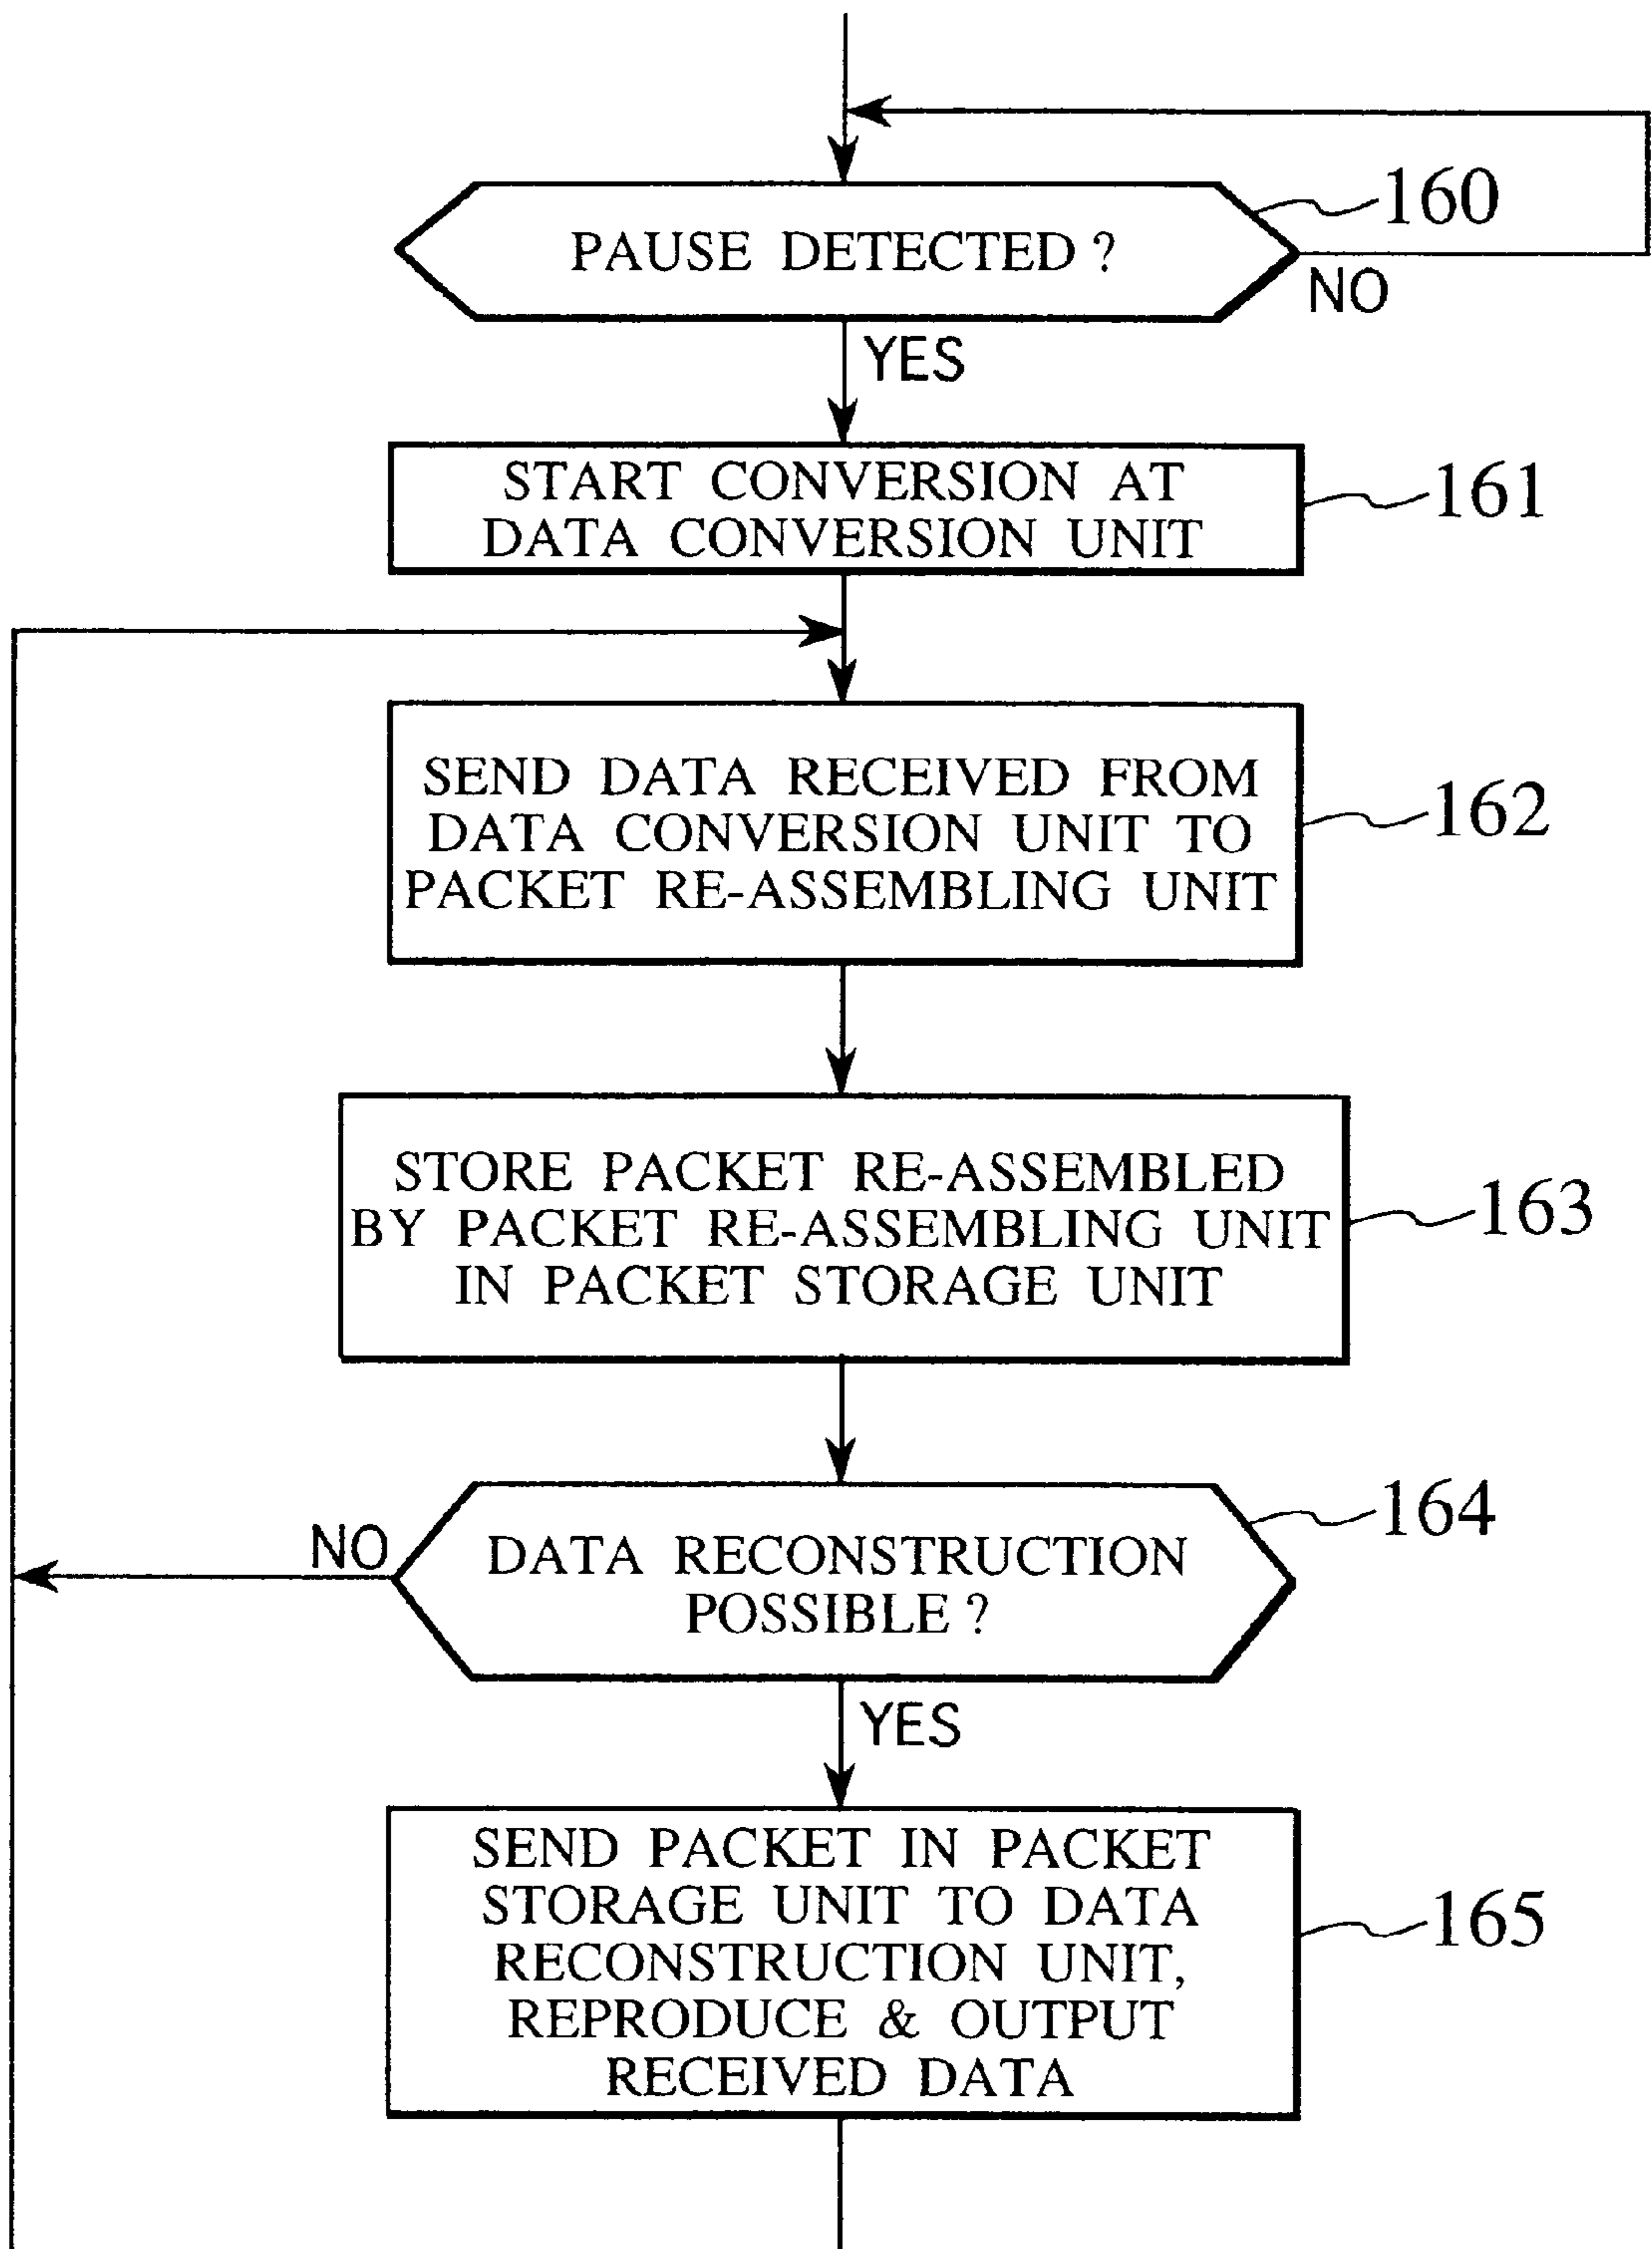 160
PAUSE DETECTED ?
NO
YES
START CONVERSION AT
DATA CONVERSION UNIT
161
SEND DATA RECEIVED FROM
DATA CONVERSION UNIT TO
PACKET RE-ASSEMBLING UNIT
162
STORE PACKET RE-ASSEMBLED
BY PACKET RE-ASSEMBLING UNIT
IN PACKET STORAGE UNIT
163
164
NO
DATA RECONSTRUCTION
POSSIBLE ?
YES
SEND PACKET IN PACKET
STORAGE UNIT TO DATA
RECONSTRUCTION UNIT,
REPRODUCE & OUTPUT
RECEIVED DATA
165